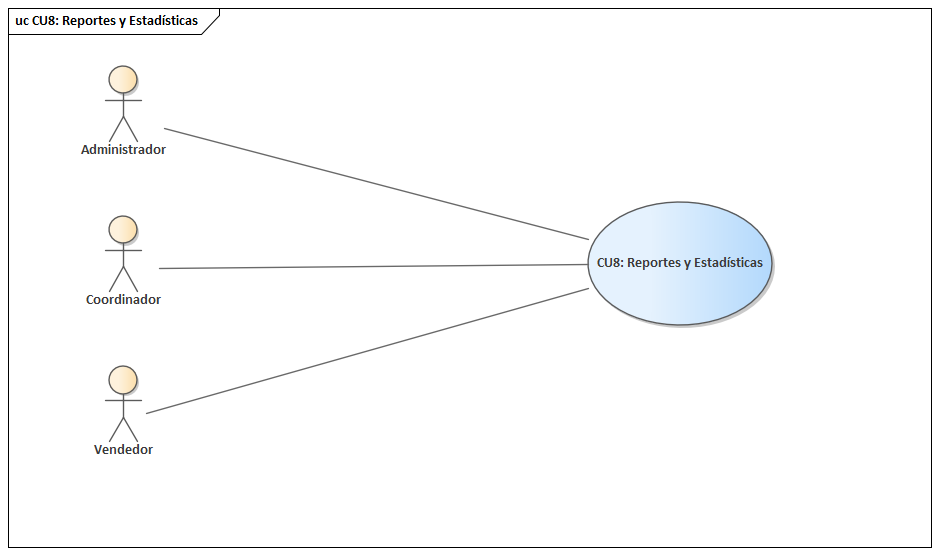 uc CU8: Reportes y Estadísticas
Administrador
Coordinador
CU8: Reportes y Estadísticas
Vendedor